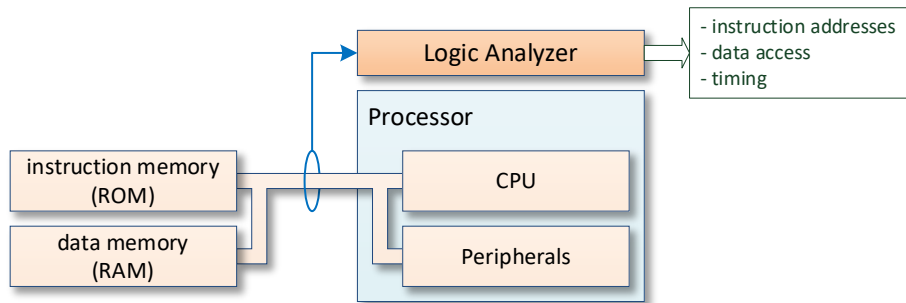 Logic Analyzer
- instruction addresses
- data access
- timing
Processor
instruction memory
(ROM)
CPU
data memory
(RAM)
Peripherals